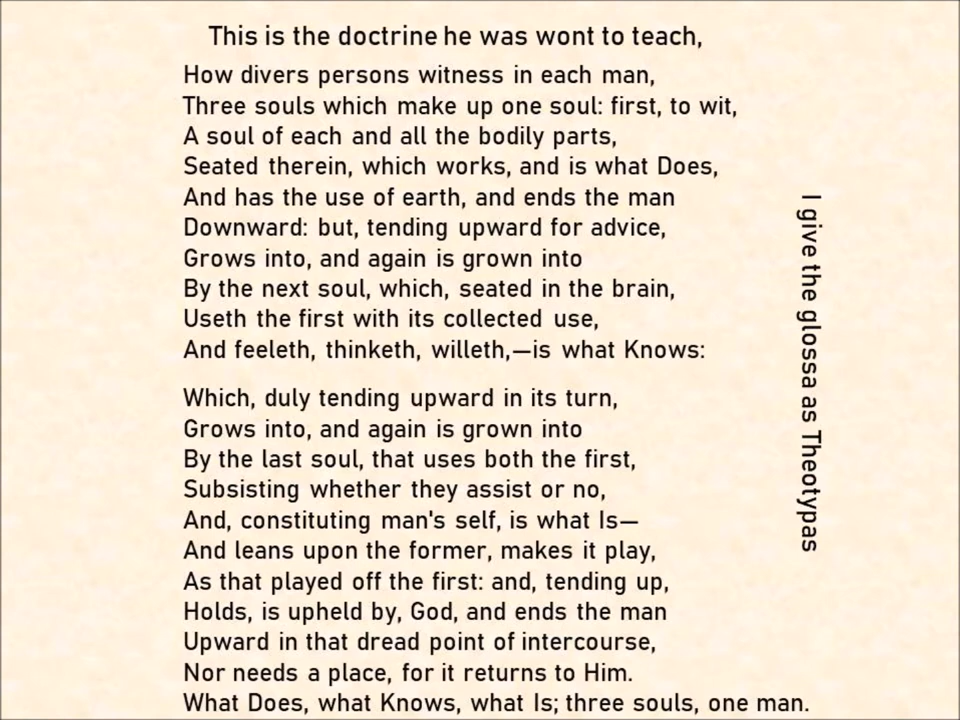 This is the doctrine he was wont to teach,
How divers persons witness in each man,
Three souls which make up one soul: first, to wit,
A soul of each and all the bodily parts,
Seated therein, which works, and is what Does,
And has the use of earth, and ends the man
Downward: but, tending upward for advice,
Grows into, and again is grown into
By the next soul, which, seated in the brain,
Useth the first with its collected use,
And feeleth, thinketh, willeth,—is what Knows:
Which, duly tending upward in its turn,
Grows into, and again is grown into
By the last soul, that uses both the first,
Subsisting whether they assist or no,
And, constituting man's self, is what Is—
And leans upon the former, makes it play,
As that played off the first: and, tending up,
Holds, is upheld by, God, and ends the man
Upward in that dread point of intercourse,
Nor needs a place, for it returns to Him.
What Does, what Knows, what Is; three souls, one man.
I give the glossa as Theotypas